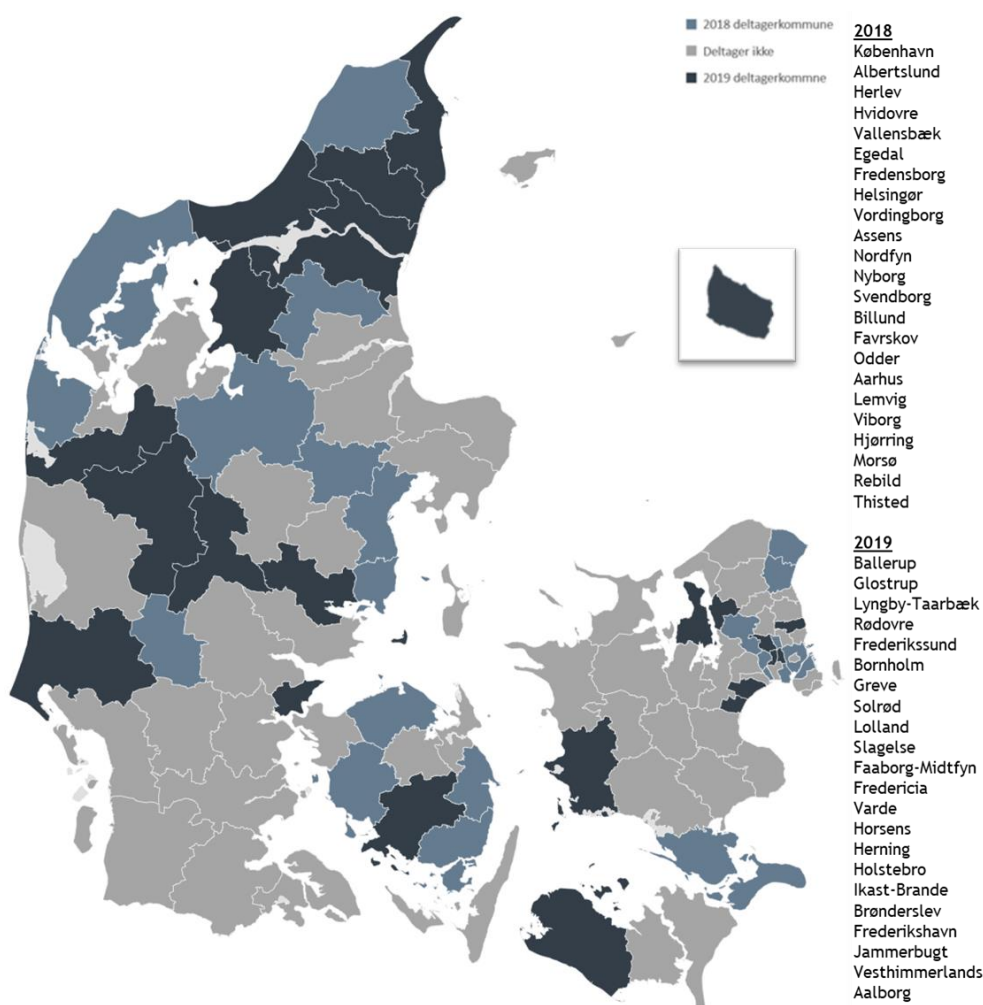 2018 deltagerkommune
Deltager ikke
2019 deltagerkommne
2018
København
Albertslund
Herlev
Hvidovre
Vallensbæk
Egedal
Fredensborg
Helsingør
Vordingborg
Assens
Nordfyn
Nyborg
Svendborg
Billund
Favrskov
Odder
Aarhus
Lemvig
Viborg
Hjørring
Morsø
Rebild
Thisted
2019
Ballerup
Glostrup
Lyngby-Taarbæk
Rødovre
Frederikssund
Bornholm
Greve
Solrød
Lolland
Slagelse
Faaborg-Midtfyn
Fredericia
Varde
Horsens
Herning
Holstebro
Ikast-Brande
Brønderslev
Frederikshavn
Jammerbugt
Vesthimmerlands
Aalborg